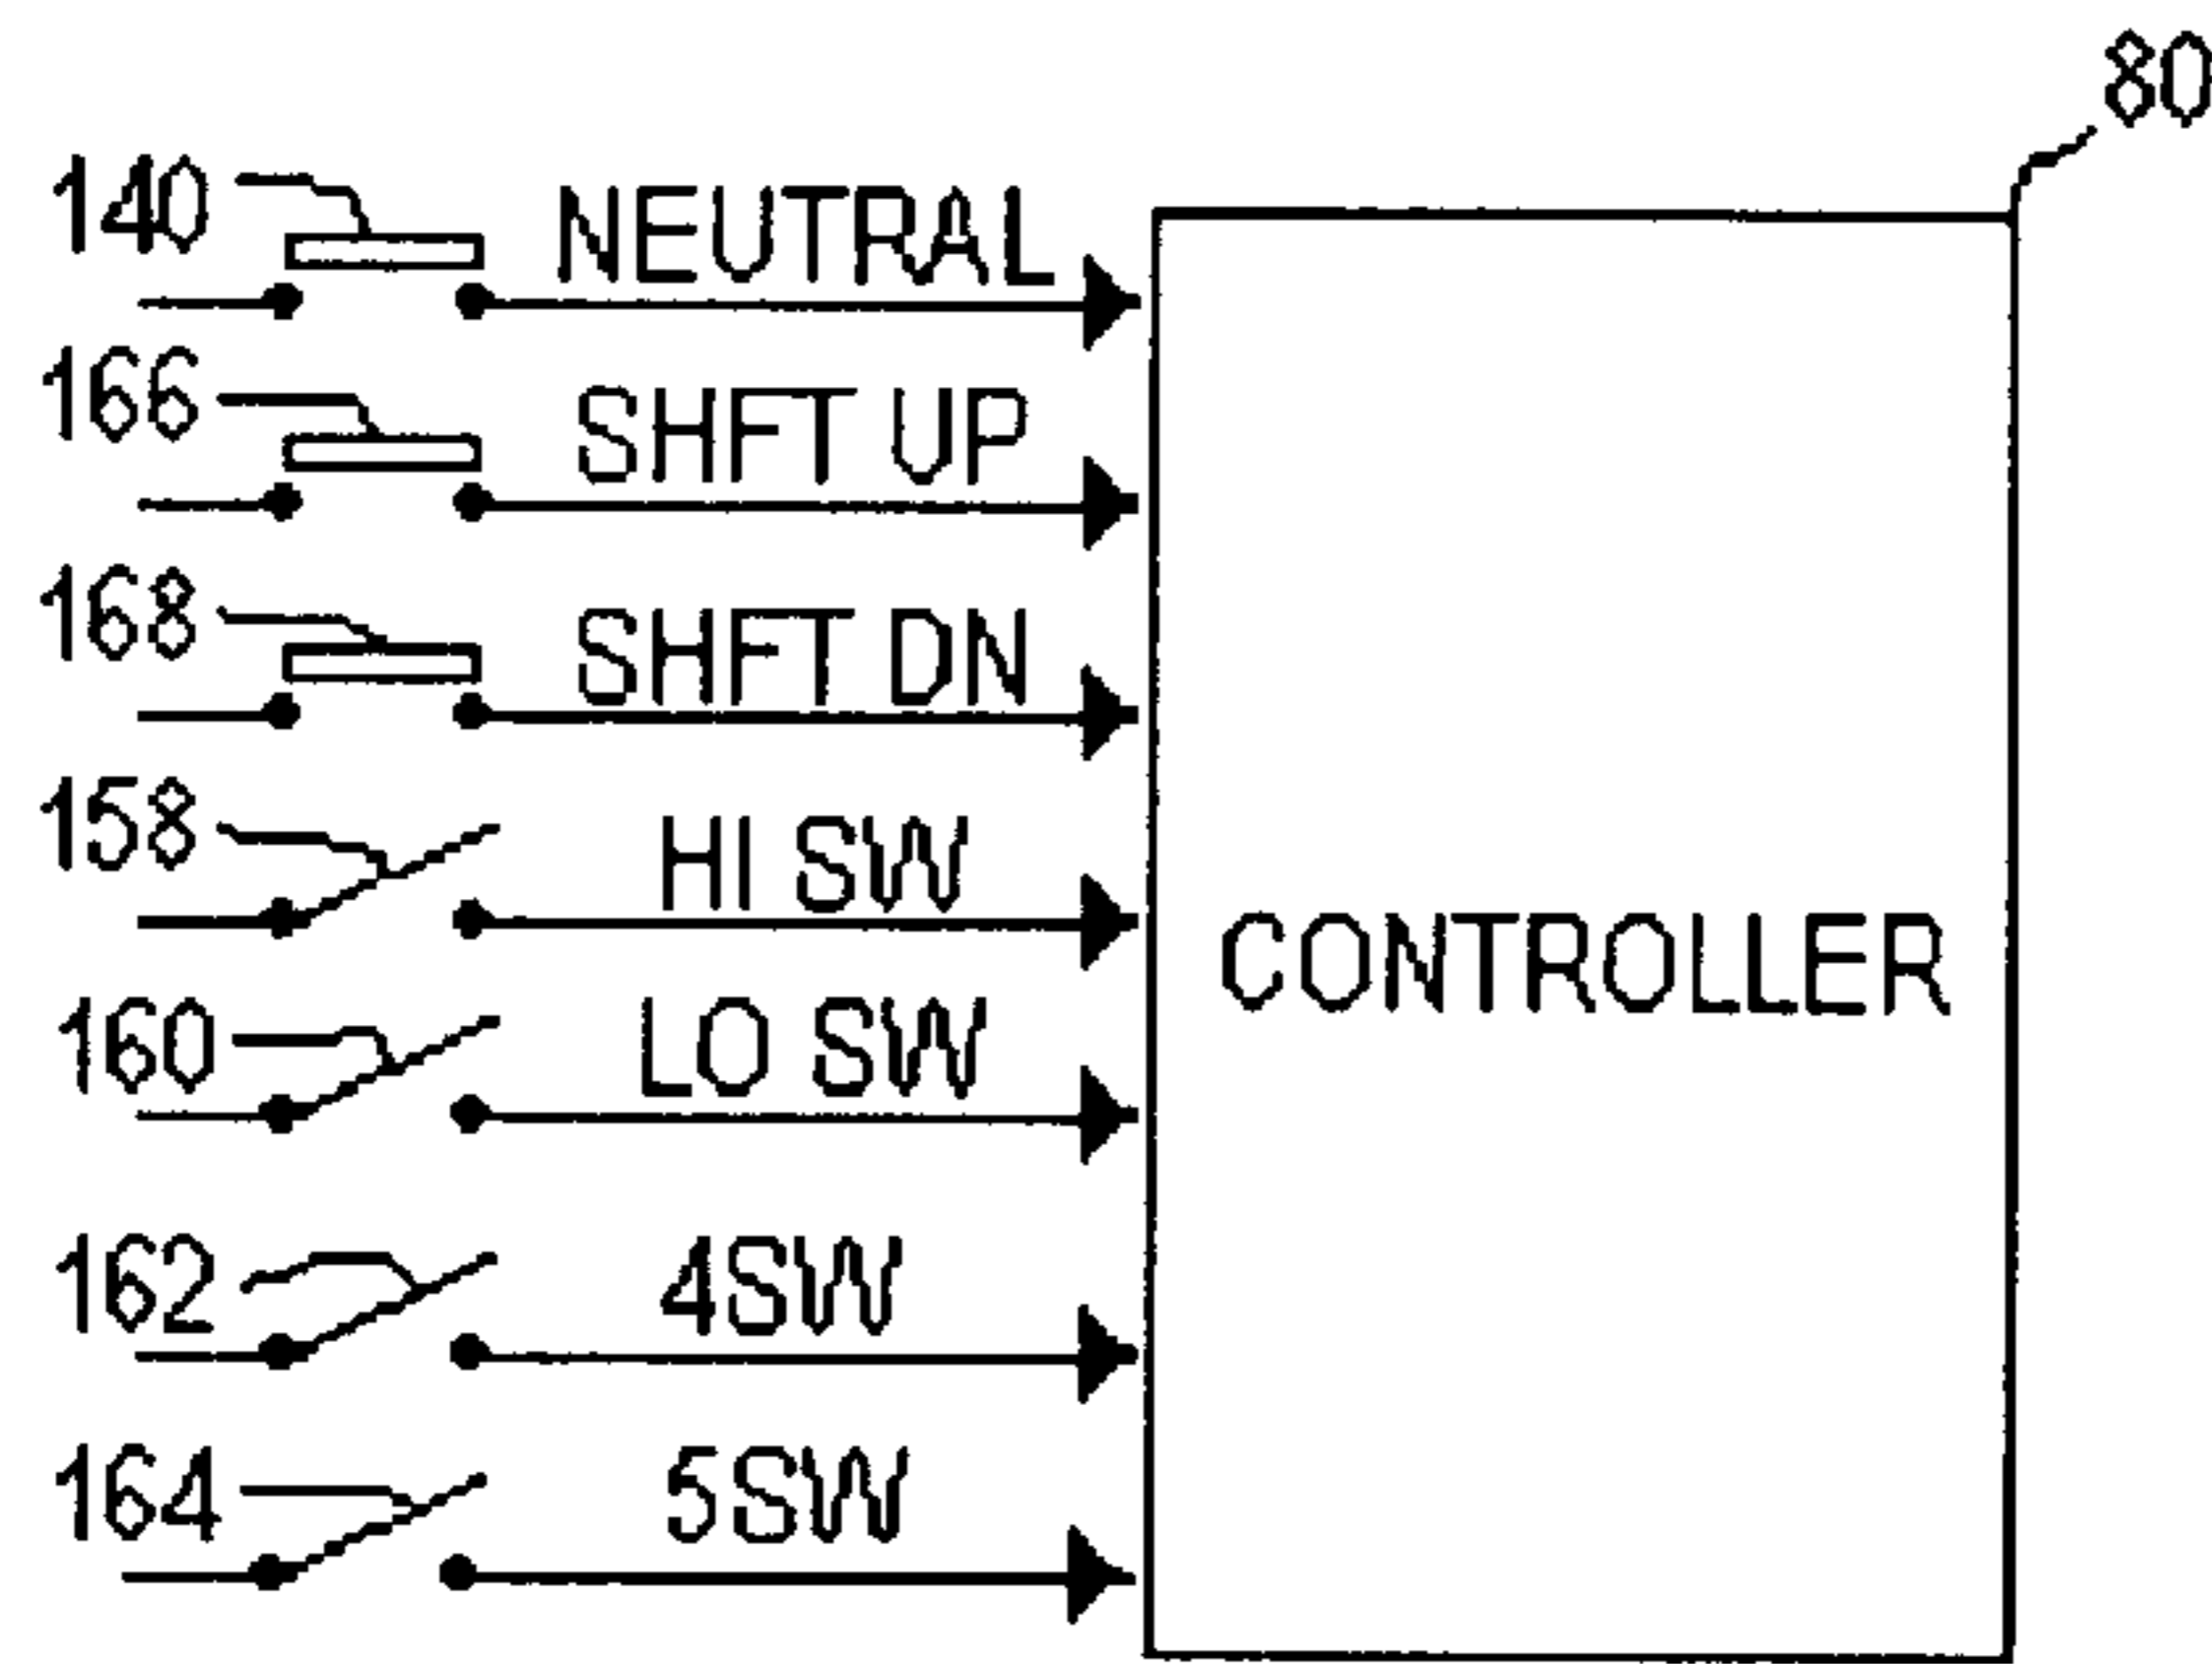 80
140 NEUTRAL
166 SHFT UP
168 SHFT DN
158 HI SW
CONTROLLER
160 LO SW
162 4SW
164 5SW